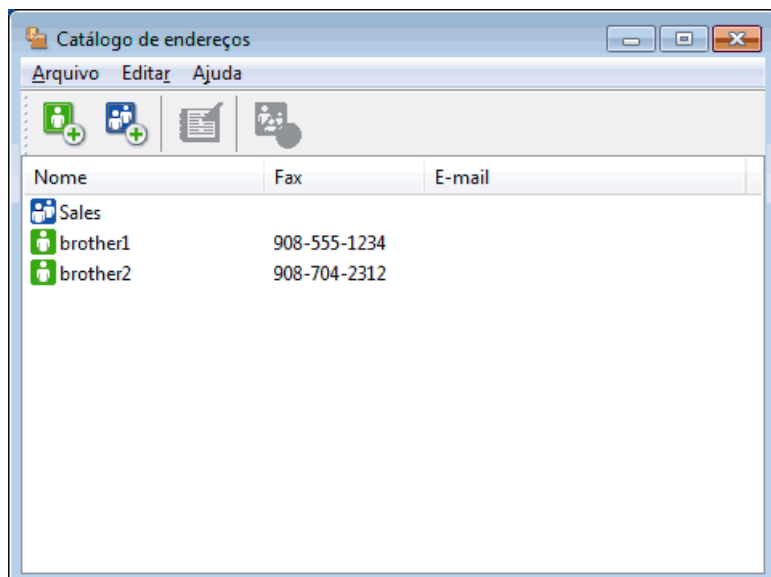 Catálogo de endereços
Arquivo Editar Ajuda
Nome Fax E-mail
Sales
brother1 908-555-1234
brother2 908-704-2312